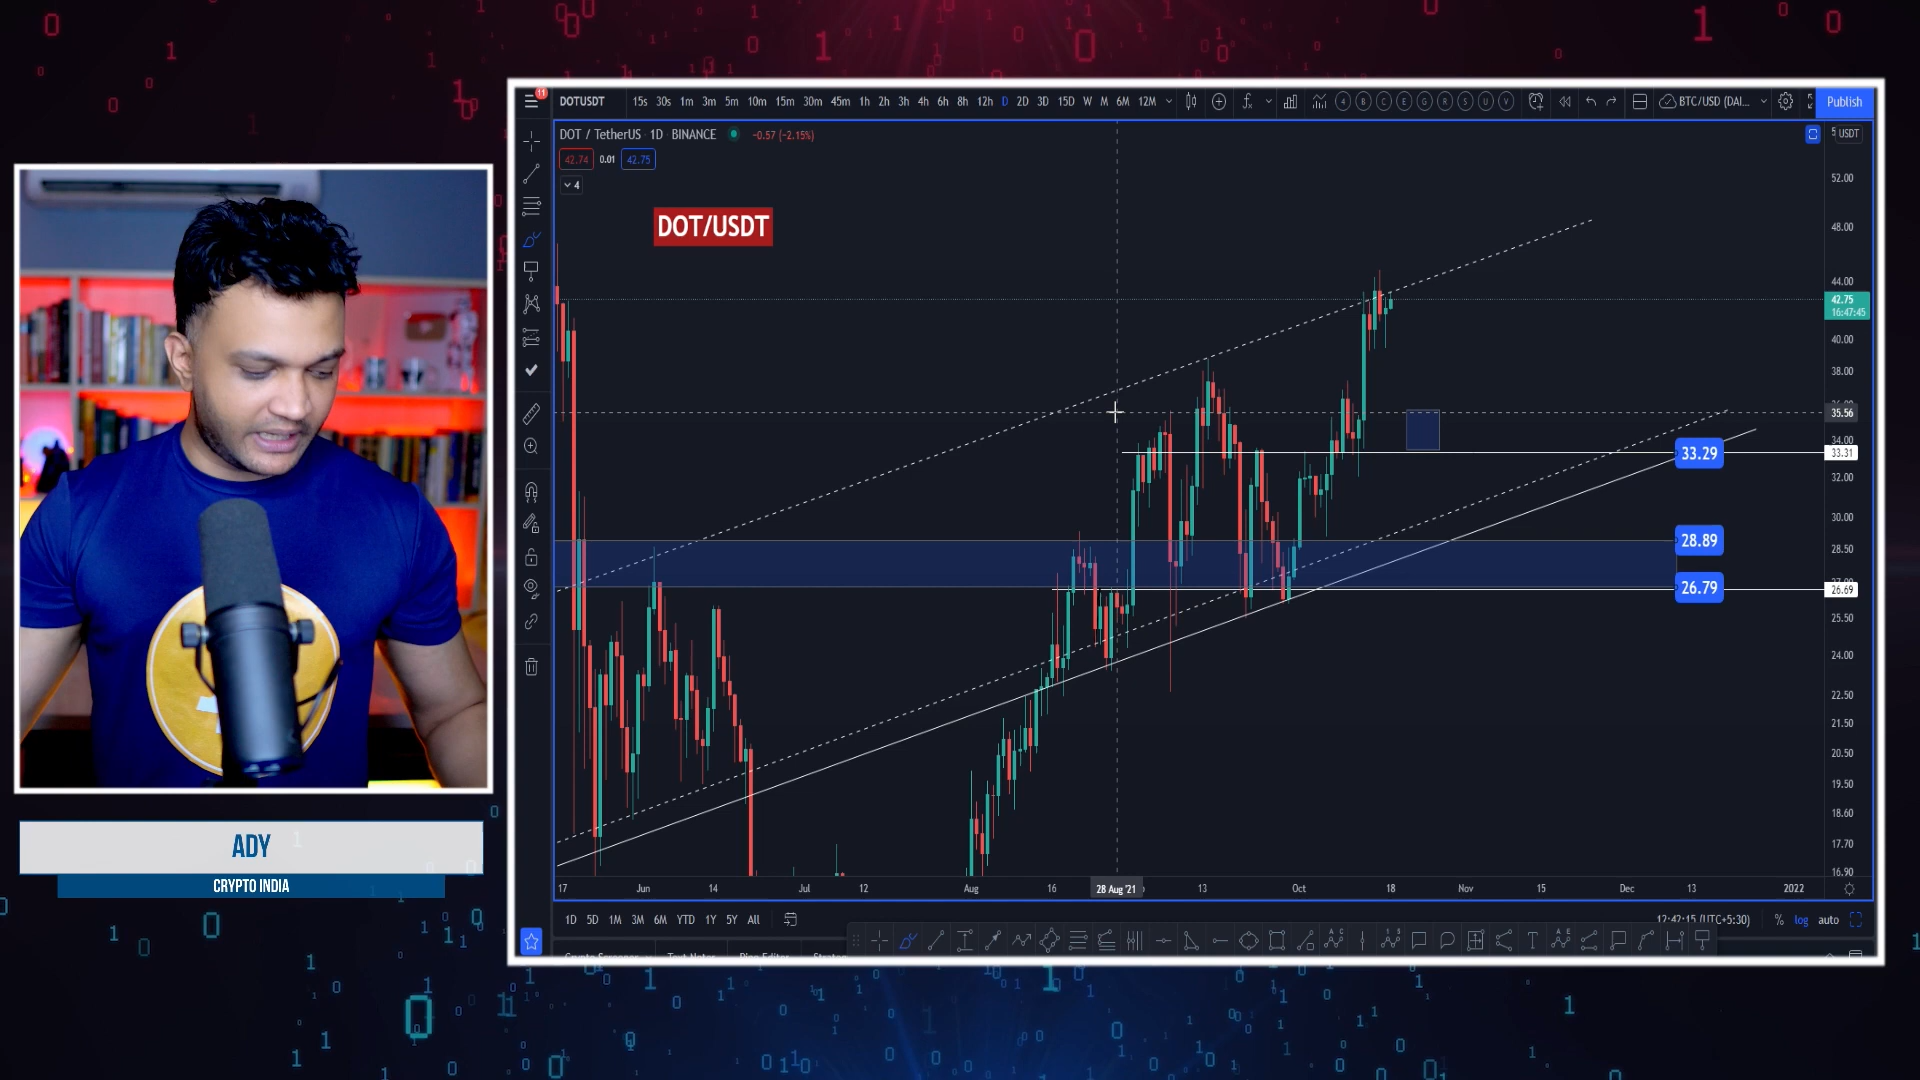 11
DOTUSDT 15s 30s 1m 3m 5m 10m 15m 30m 45m 1h 2h 3h 4h 6h 8h 12h D 2D 3D 15D W M 6M 12M BTC/USD (DAI... Publish
DOT / TetherUS 1D BINANCE -0.57 (-2.15%)
42.74 0.01 42.75
4
DOT/USDT
5 USDT
52.00
48.00
44.00
42.75
16:47:45
40.00
38.00
35.56
34.00
33.29
33.31
32.00
30.00
28.89
28.50
26.79
26.69
25.50
24.00
22.50
21.50
20.50
19.50
18.60
17.70
16.90
17 Jun 14 Jul 12 Aug 16 28 Aug '21 13 Oct 18 Nov 15 Dec 13 2022
1D 5D 1M 3M 6M YTD 1Y 5Y All
12:42:15 (UTC+5:30) % log auto
ADY
CRYPTO INDIA